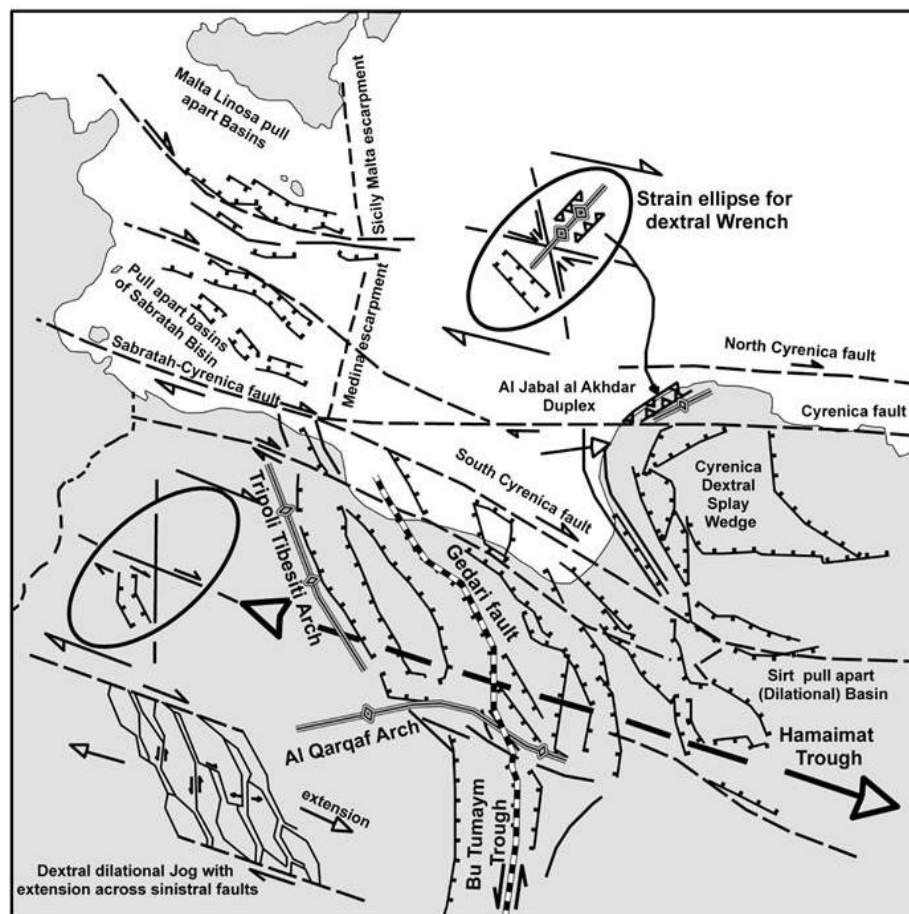 Malta Linosa pull
apart Basins
Sicily Malta escarpment
Strain ellipse for
dextral Wrench
Pull apart basins
of Sabratah Bisin
Medina escarpment
Sabratah-Cyrenica fault
North Cyrenica fault
Al Jabal al Akhdar
Duplex
Cyrenica fault
South Cyrenica fault
Cyrenica
Dextral
Splay
Wedge
Tripoli Tibesiti Arch
Gedari fault
Sirt pull apart
(Dilational) Basin
Al Qarqaf Arch
Hamaimat
Trough
extension
Bu Tumaym
Trough
Dextral dilational Jog with
extension across sinistral faults